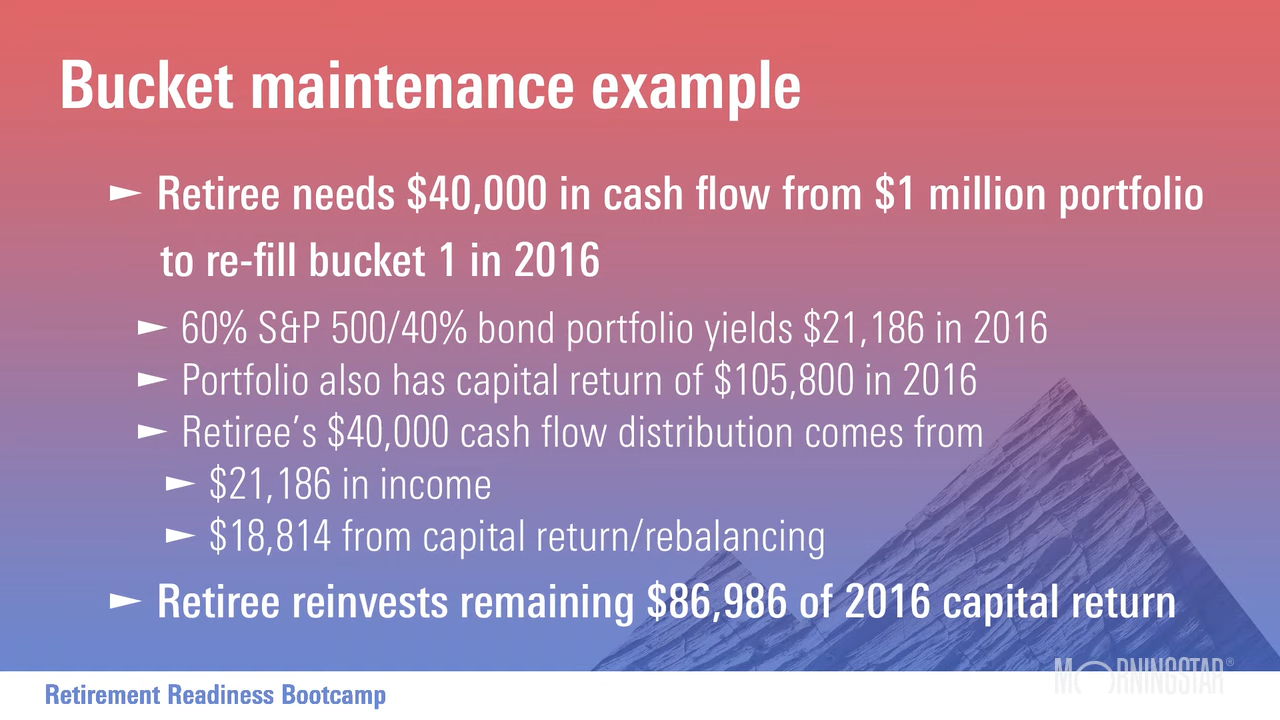 Bucket maintenance example
► Retiree needs $40,000 in cash flow from $1 million portfolio
to re-fill bucket 1 in 2016
► 60% S&P 500/40% bond portfolio yields $21,186 in 2016
► Portfolio also has capital return of $105,800 in 2016
► Retiree’s $40,000 cash flow distribution comes from
► $21,186 in income
► $18,814 from capital return/rebalancing
► Retiree reinvests remaining $86,986 of 2016 capital return
MORNINGSTAR®
Retirement Readiness Bootcamp